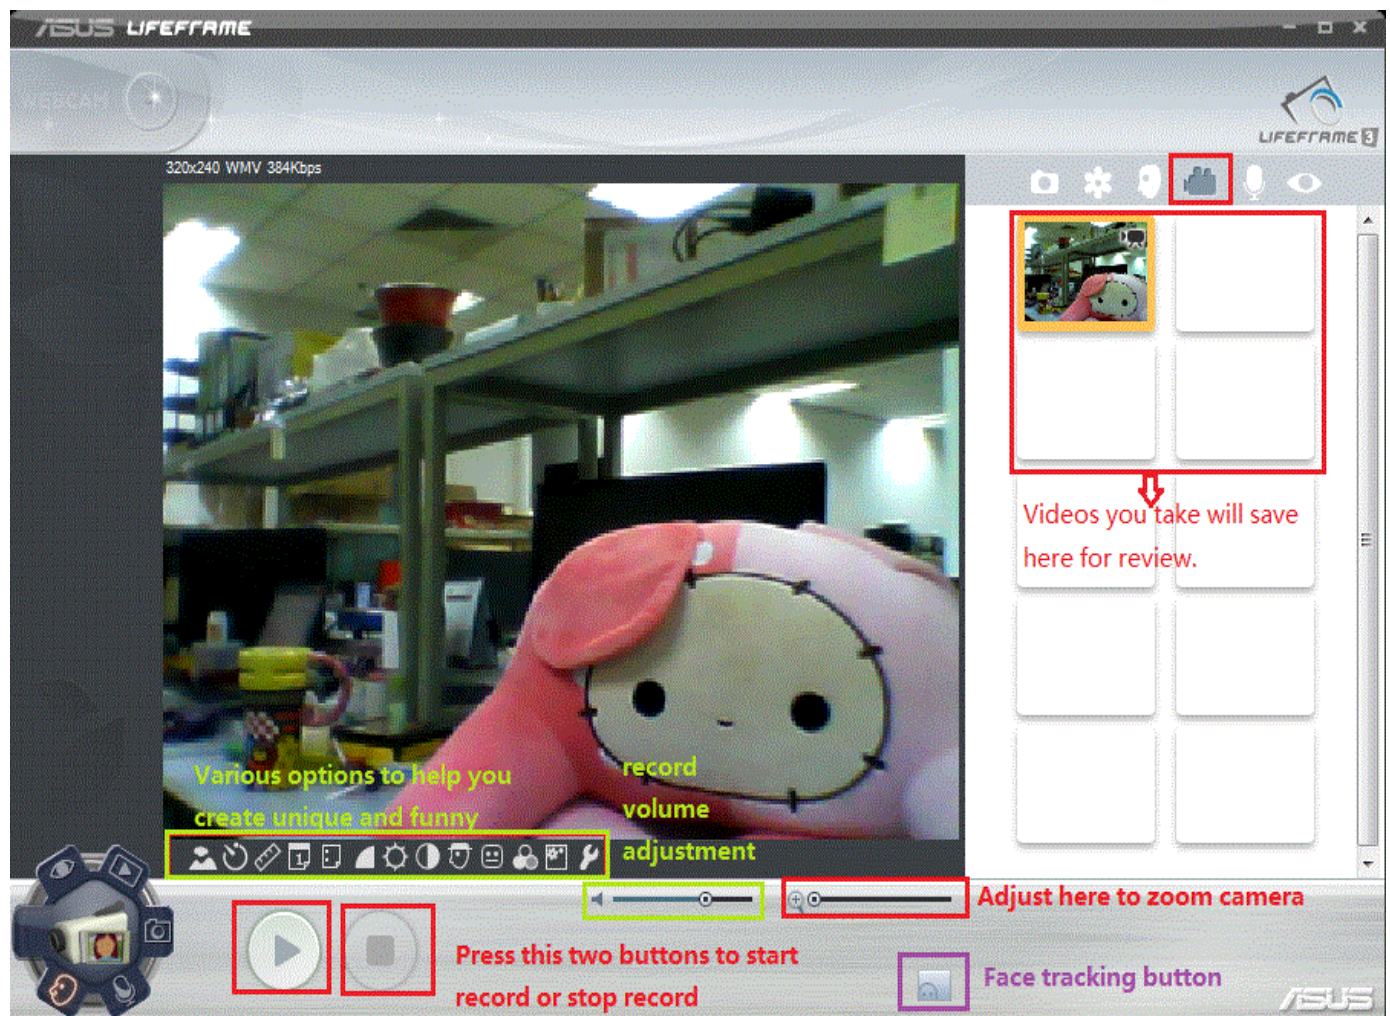 ASUS LIFEFRAME
WEBCAM
LIFEFRAME 3
320x240 WMV 384Kbps
Videos you take will save
here for review.
Various options to help you
create unique and funny
record
volume
adjustment
Adjust here to zoom camera
Press this two buttons to start
record or stop record
Face tracking button
ASUS